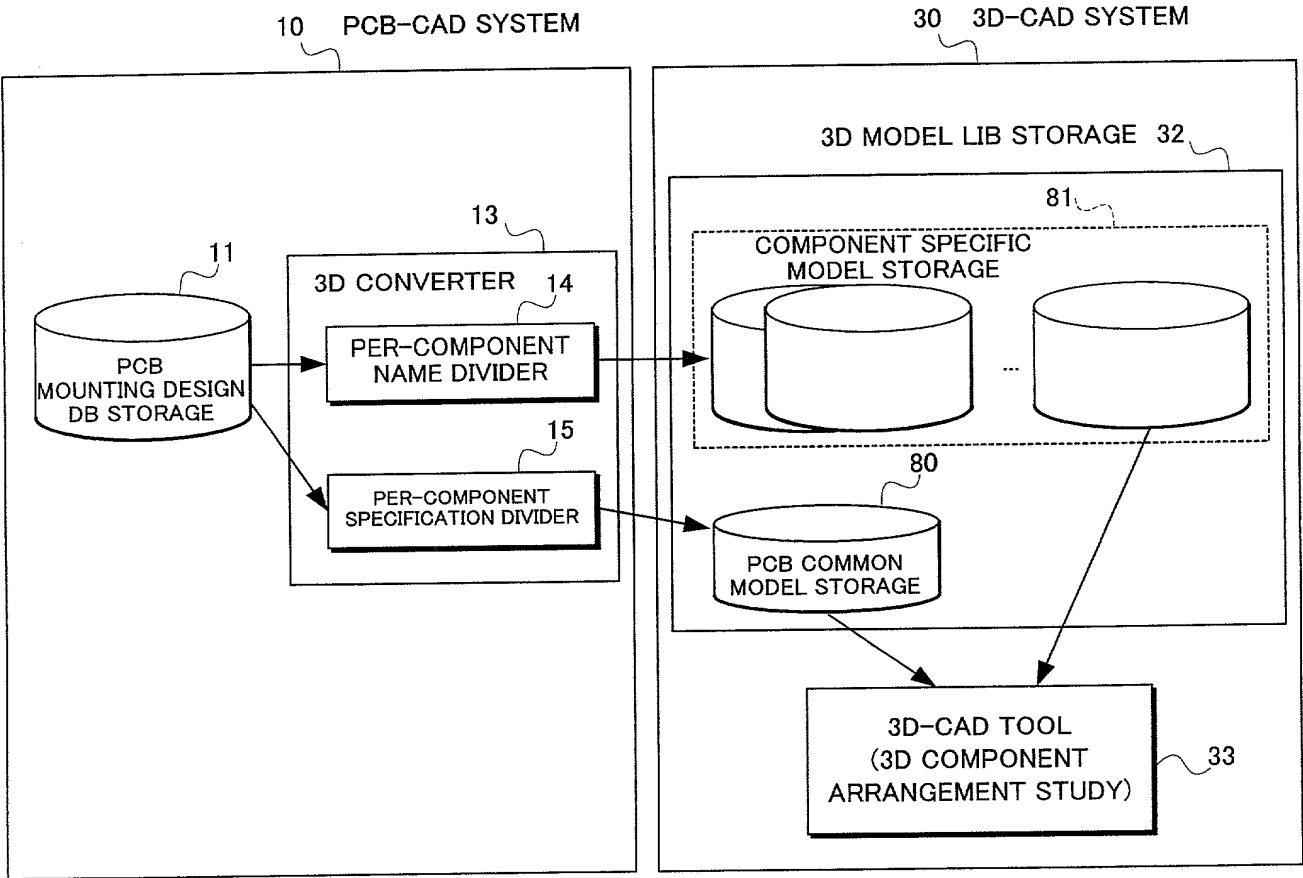 10 PCB-CAD SYSTEM
30 3D-CAD SYSTEM
3D MODEL LIB STORAGE 32
81
COMPONENT SPECIFIC
MODEL STORAGE
...
13
3D CONVERTER
11
PCB
MOUNTING DESIGN
DB STORAGE
14
PER-COMPONENT
NAME DIVIDER
15
PER-COMPONENT
SPECIFICATION DIVIDER
80
PCB COMMON
MODEL STORAGE
3D-CAD TOOL
(3D COMPONENT
ARRANGEMENT STUDY)
33